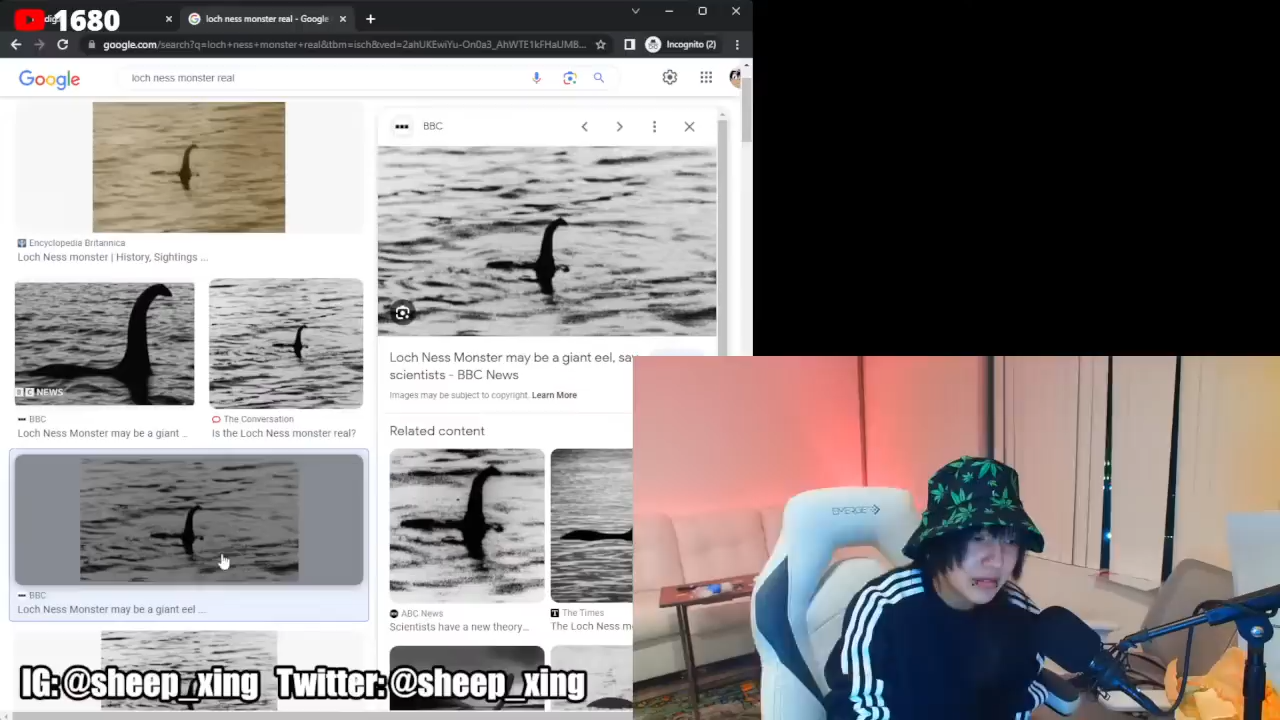 1680
loch ness monster real - Google
google.com/search?q=loch+ness+monster+real&tbm=isch&ved=2ahUKEwiYu-On0a3_AhWTE1kFHaUMB...
Incognito (2)
Google
loch ness monster real
BBC
Encyclopedia Britannica
Loch Ness monster | History, Sightings ...
NEWS
BBC
Loch Ness Monster may be a giant ...
The Conversation
Is the Loch Ness monster real?
BBC
Loch Ness Monster may be a giant eel ...
Loch Ness Monster may be a giant eel, say
scientists - BBC News
Images may be subject to copyright. Learn More
Related content
ABC News
Scientists have a new theory...
The Times
The Loch Ness m
EMERGE
IG: @sheep_xing Twitter: @sheep_xing